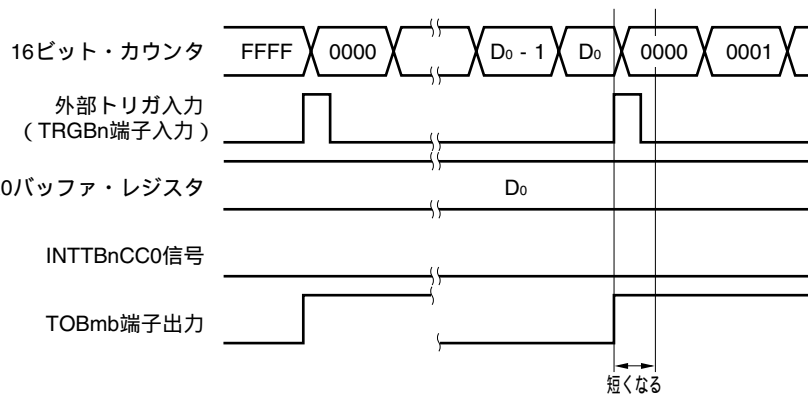 16ビット・カウンタ FFFF 0000 D0 - 1 D0 0000 0001
外部トリガ入力
(TRGBn端子入力)
0バッファ・レジスタ D0
INTTBnCC0信号
TOBmb端子出力
短くなる